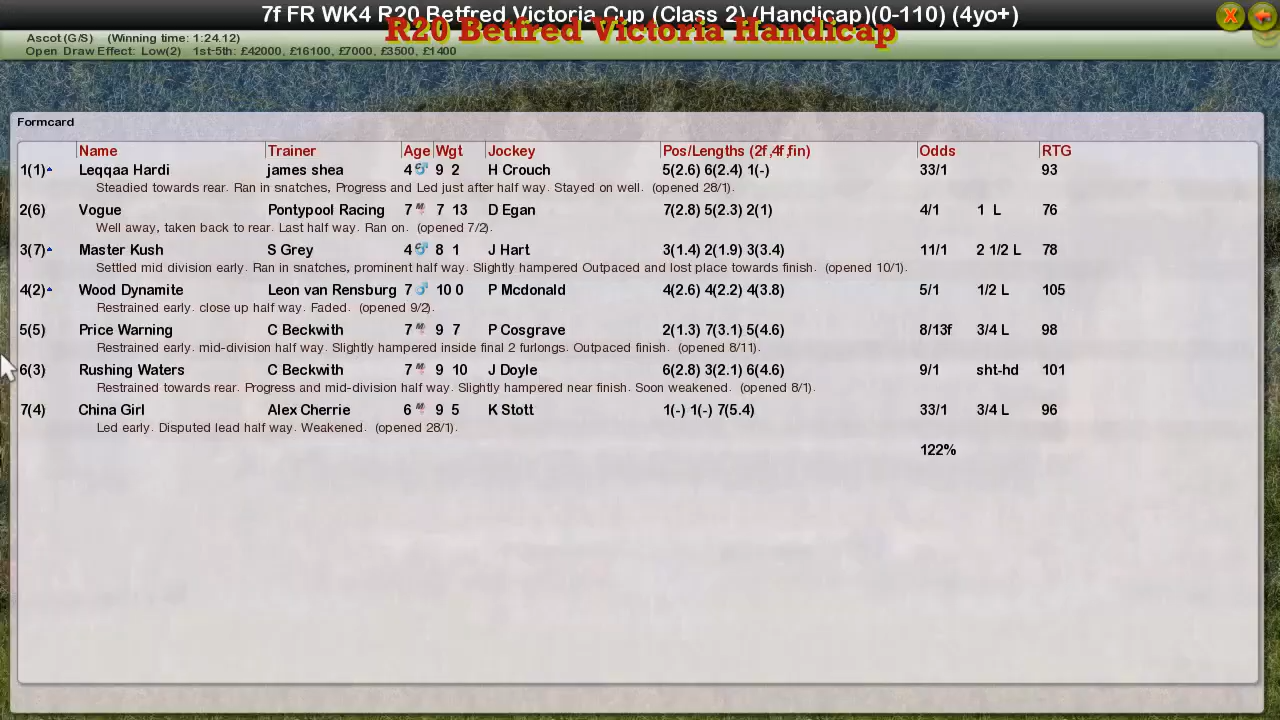 7f FR WK4 R20 Betfred Victoria Cup (Class 2) (Handicap)(0-110) (4yo+)
R20 Betfred Victoria Handicap
Ascot(G/S) (Winning time: 1:24.12)
Open Draw Effect: Low(2) 1st-5th: £42000, £16100, £7000, £3500, £1400
Formcard
Name Trainer Age Wgt Jockey Pos/Lengths (2f,4f,fin) Odds RTG
1(1) Leqqaa Hardi james shea 4 9 2 H Crouch 5(2.6) 6(2.4) 1(-) 33/1 93
Steadied towards rear. Ran in snatches, Progress and Led just after half way. Stayed on well. (opened 28/1).
2(6) Vogue Pontypool Racing 7 7 13 D Egan 7(2.8) 5(2.3) 2(1) 4/1 1 L 76
Well away, taken back to rear. Last half way. Ran on. (opened 7/2).
3(7) Master Kush S Grey 4 8 1 J Hart 3(1.4) 2(1.9) 3(3.4) 11/1 2 1/2 L 78
Settled mid division early. Ran in snatches, prominent half way. Slightly hampered Outpaced and lost place towards finish. (opened 10/1).
4(2) Wood Dynamite Leon van Rensburg 7 10 0 P Mcdonald 4(2.6) 4(2.2) 4(3.8) 5/1 1/2 L 105
Restrained early. close up half way. Faded. (opened 9/2).
5(5) Price Warning C Beckwith 7 9 7 P Cosgrave 2(1.3) 7(3.1) 5(4.6) 8/13f 3/4 L 98
Restrained early. mid-division half way. Slightly hampered inside final 2 furlongs. Outpaced finish. (opened 8/11).
6(3) Rushing Waters C Beckwith 7 9 10 J Doyle 6(2.8) 3(2.1) 6(4.6) 9/1 sht-hd 101
Restrained towards rear. Progress and mid-division half way. Slightly hampered near finish. Soon weakened. (opened 8/1).
7(4) China Girl Alex Cherrie 6 9 5 K Stott 1(-) 1(-) 7(5.4) 33/1 3/4 L 96
Led early. Disputed lead half way. Weakened. (opened 28/1).
122%